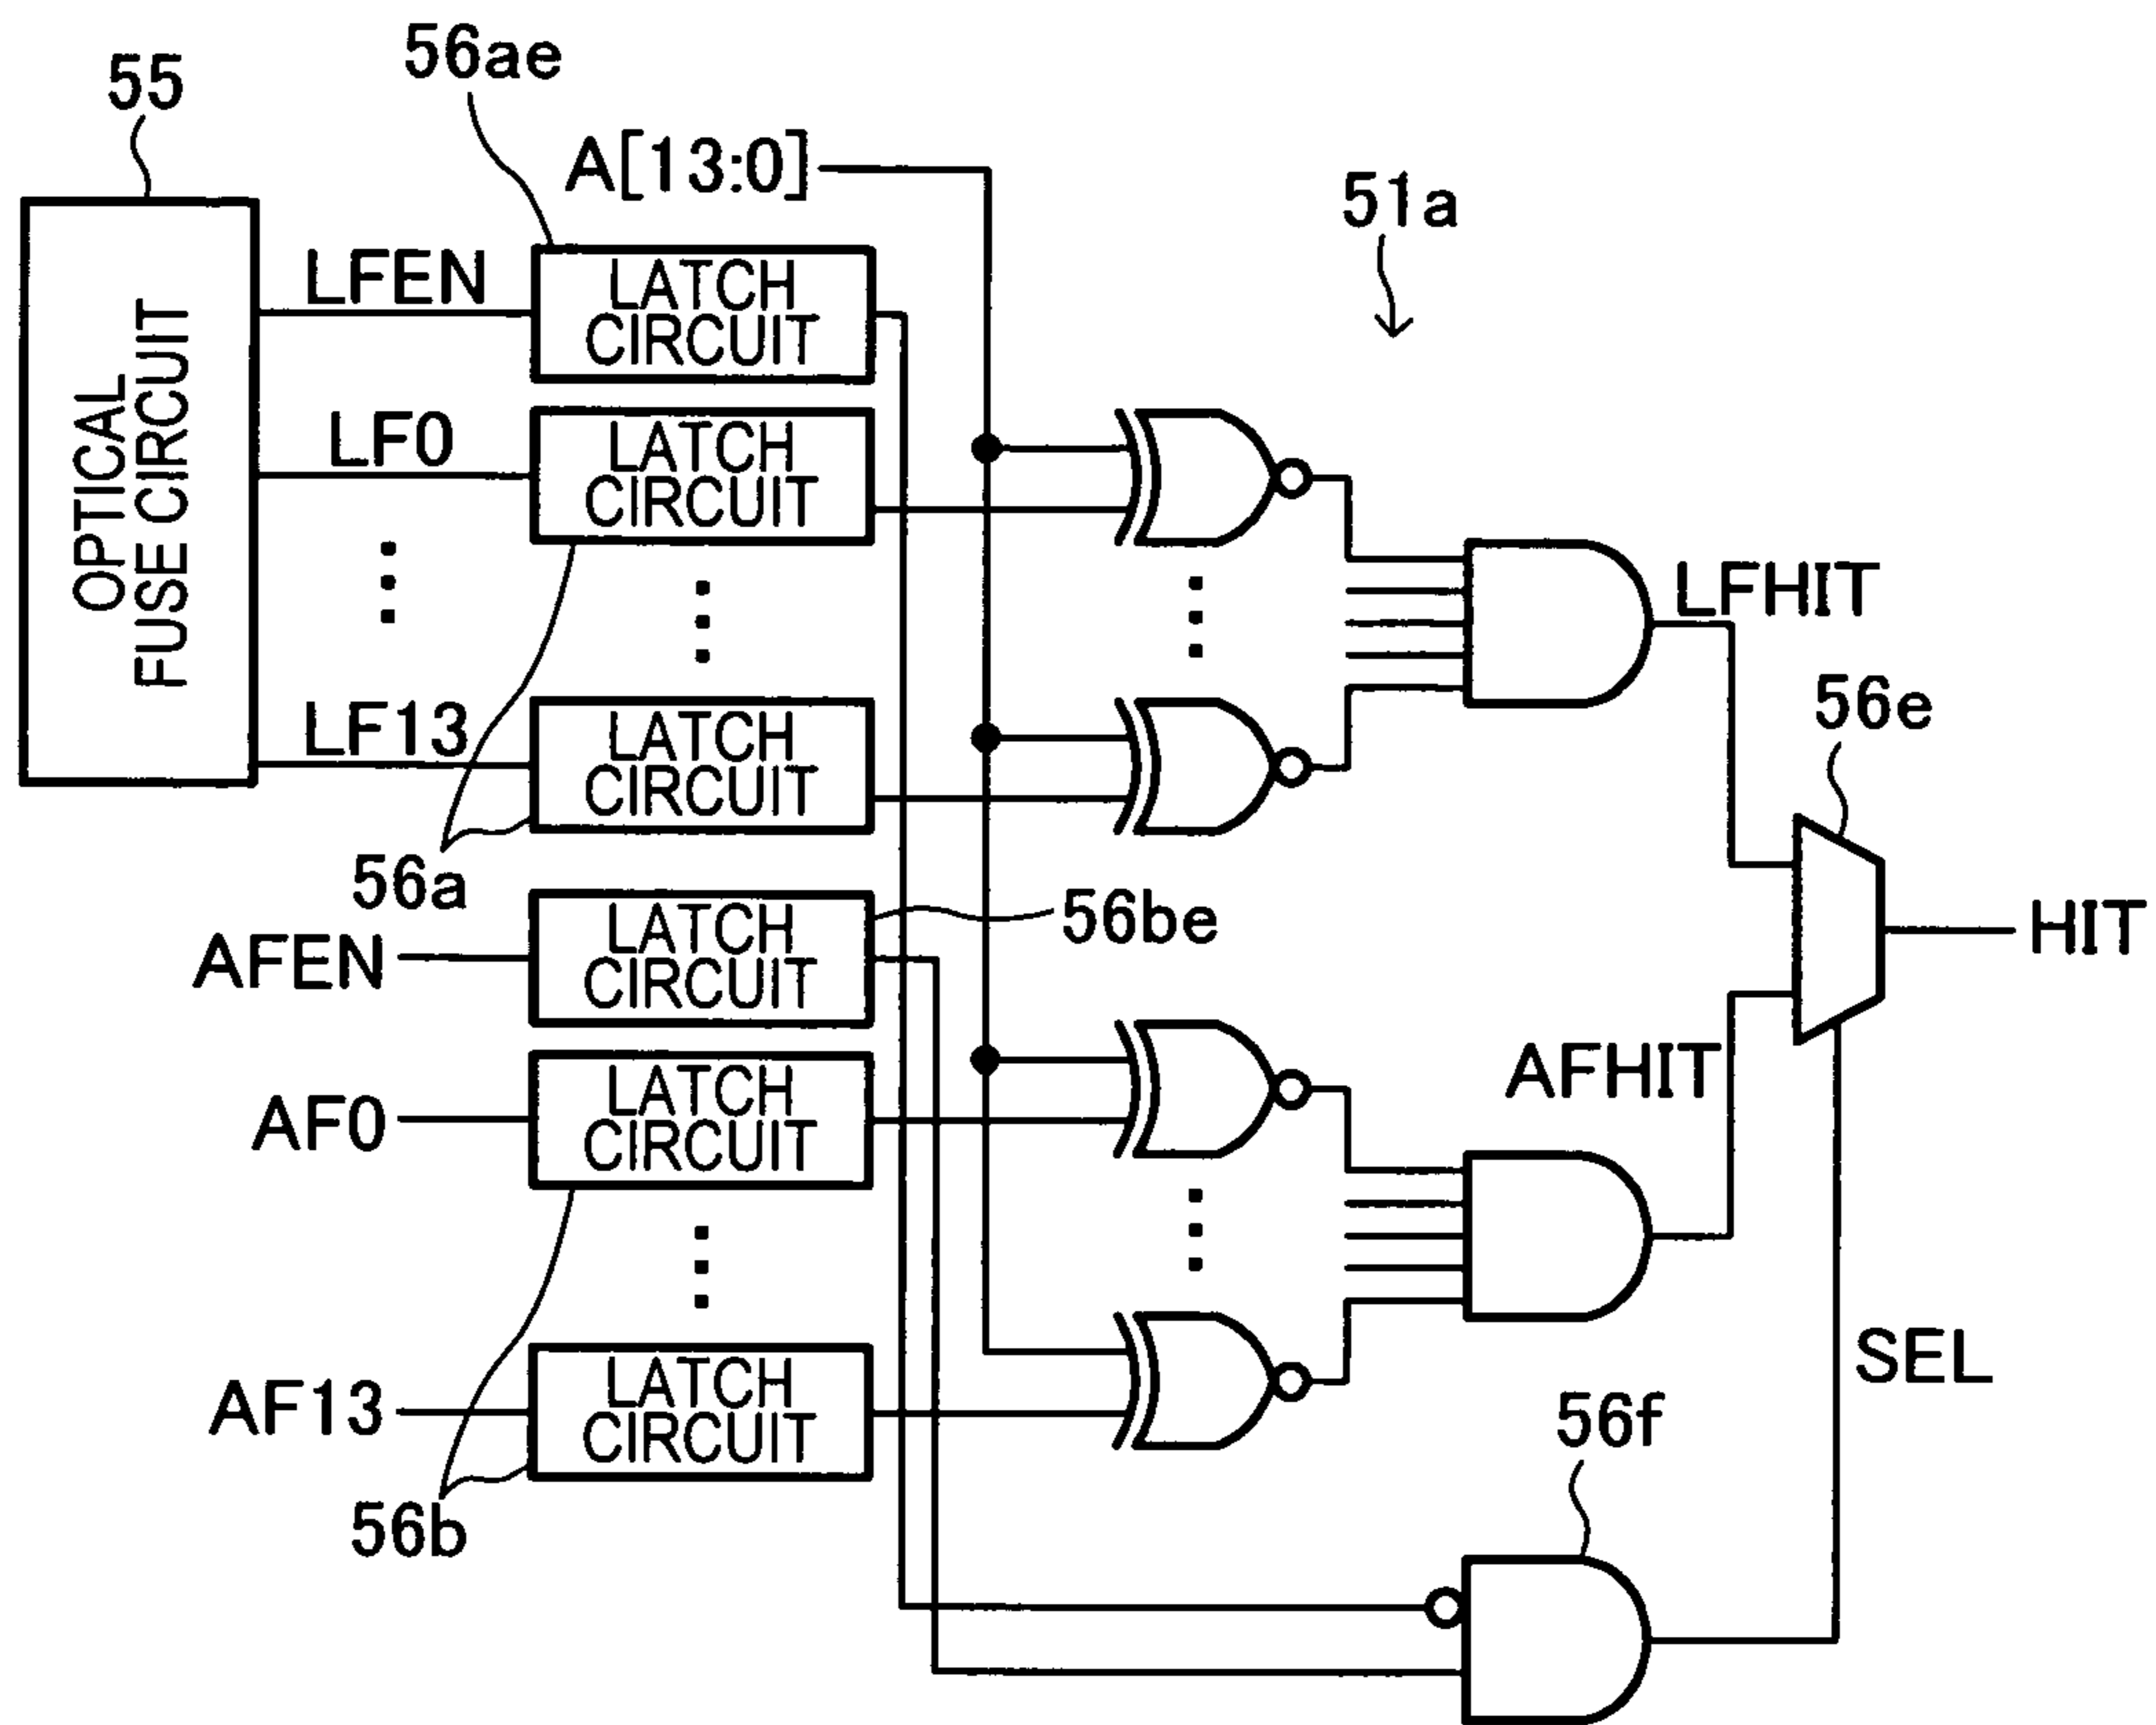 55
56ae
A[13:0]
51a
OPTICAL
FUSE CIRCUIT
LFEN
LATCH
CIRCUIT
LF0
LATCH
CIRCUIT
LFHIT
LF13
LATCH
CIRCUIT
56e
56a
AFEN
LATCH
CIRCUIT
56be
HIT
AF0
LATCH
CIRCUIT
AFHIT
AF13
LATCH
CIRCUIT
SEL
56b
56f